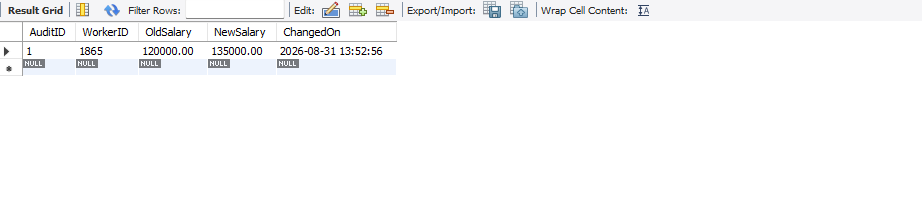 Result Grid Filter Rows: Edit: Export/Import: Wrap Cell Content: IA
AuditID WorkerID OldSalary NewSalary ChangedOn
1 1865 120000.00 135000.00 2026-08-31 13:52:56
NULL NULL NULL NULL NULL